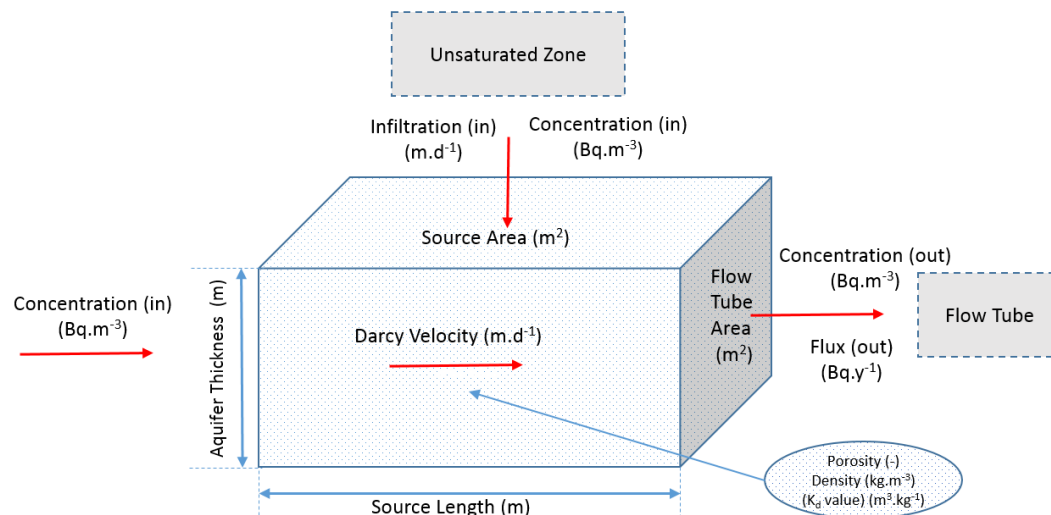 Unsaturated Zone
Infiltration (in)
(m.d⁻¹)
Concentration (in)
(Bq.m⁻³)
Source Area (m²)
Concentration (in)
(Bq.m⁻³)
Aquifer Thickness (m)
Darcy Velocity (m.d⁻¹)
Flow
Tube
Area
(m²)
Concentration (out)
(Bq.m⁻³)
Flux (out)
(Bq.y⁻¹)
Flow Tube
Porosity (-)
Density (kg.m⁻³)
(K_d value) (m³.kg⁻¹)
Source Length (m)